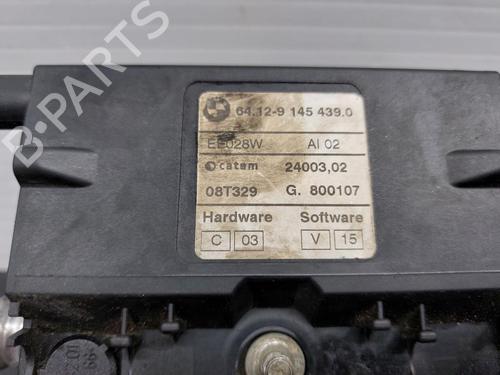 64.12-9 145 439.0
EE028W AI 02
catem 24003,02
08T329 G. 800107
Hardware Software
C 03 V 15
B-PARTS